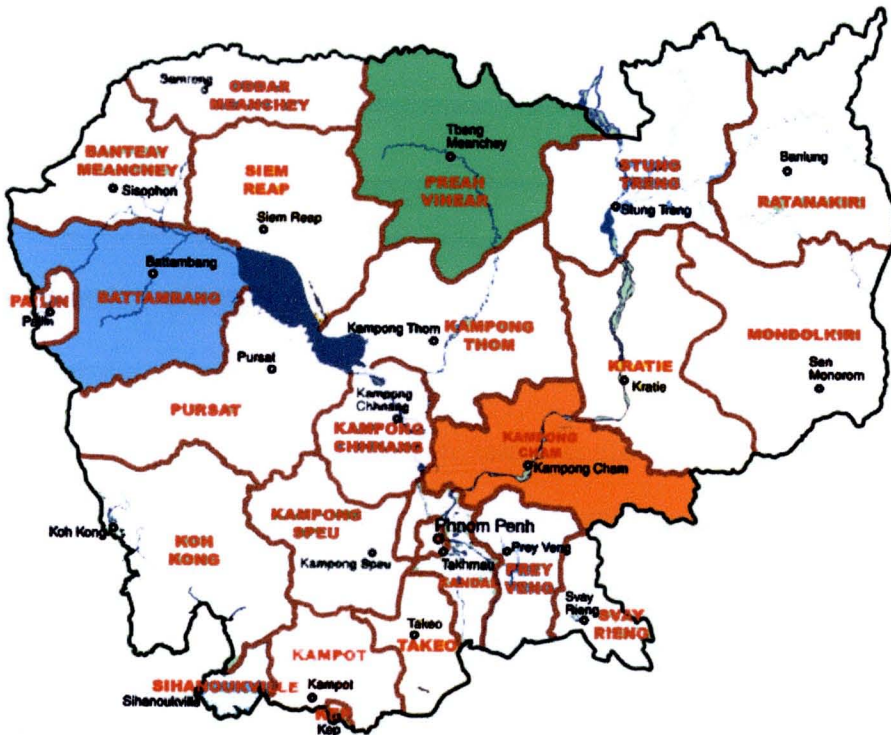 Samrong
ODDAR
MEANCHEY
BANTEAY
MEANCHEY
Sisophon
SIEM
REAP
Siem Reap
Tbeng
Meanchey
PREAH
VIHEAR
STUNG
TRENG
Stung Treng
Banlung
RATANAKIRI
Battambang
BATTAMBANG
PAILIN
Pailin
Pursat
PURSAT
Kampong Thom
KAMPONG
THOM
KRATIE
Kratie
MONDOLKIRI
Sen
Monorom
Kampong
Chhnang
KAMPONG
CHHNANG
KAMPONG
CHAM
Kampong Cham
Koh Kong
KOH
KONG
KAMPONG
SPEU
Kampong Speu
Phnom Penh
Takhmau
KANDAL
Prey Veng
PREY
VENG
Svay
Rieng
SVAY
RIENG
Takeo
TAKEO
KAMPOT
Kampot
SIHANOUKVILLE
Sihanoukville
KEP
Kep